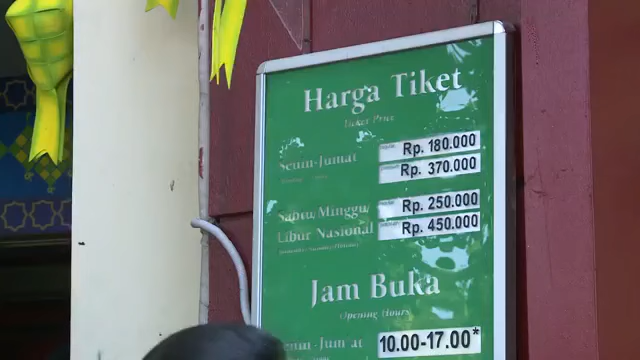 Harga Tiket
Ticket Price
Senin-Jumat
Rp. 180.000
Rp. 370.000
Sabtu/Minggu/
Libur Nasional
Rp. 250.000
Rp. 450.000
Jam Buka
Opening Hours
Senin-Jum at
10.00-17.00*